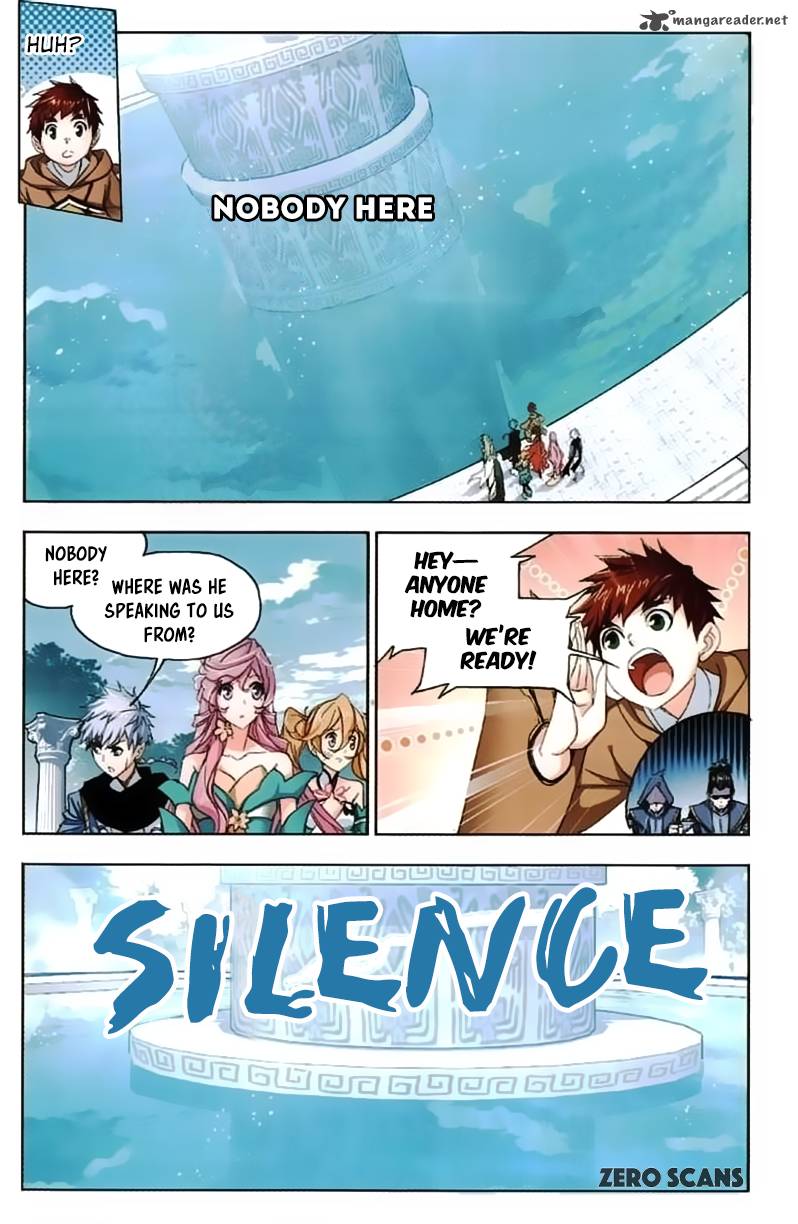 mangareader.net
HUH?
NOBODY HERE
NOBODY
HERE?
WHERE WAS HE
SPEAKING TO US
FROM?
HEY—
ANYONE
HOME?
WE'RE
READY!
SILENCE
ZERO SCANS